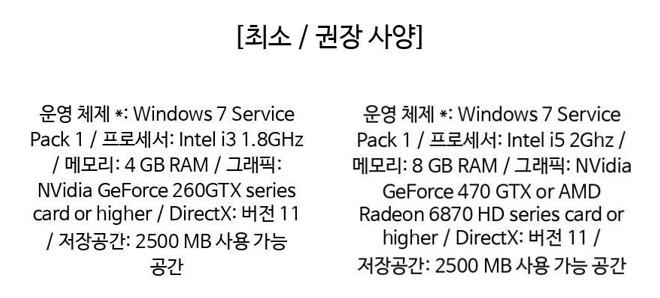 [최소 / 권장 사양]
운영 체제 *: Windows 7 Service
Pack 1 / 프로세서: Intel i3 1.8GHz
/ 메모리: 4 GB RAM / 그래픽:
NVidia GeForce 260GTX series
card or higher / DirectX: 버전 11
/ 저장공간: 2500 MB 사용 가능
공간
운영 체제 *: Windows 7 Service
Pack 1 / 프로세서: Intel i5 2Ghz /
메모리: 8 GB RAM / 그래픽: NVidia
GeForce 470 GTX or AMD
Radeon 6870 HD series card or
higher / DirectX: 버전 11 /
저장공간: 2500 MB 사용 가능 공간